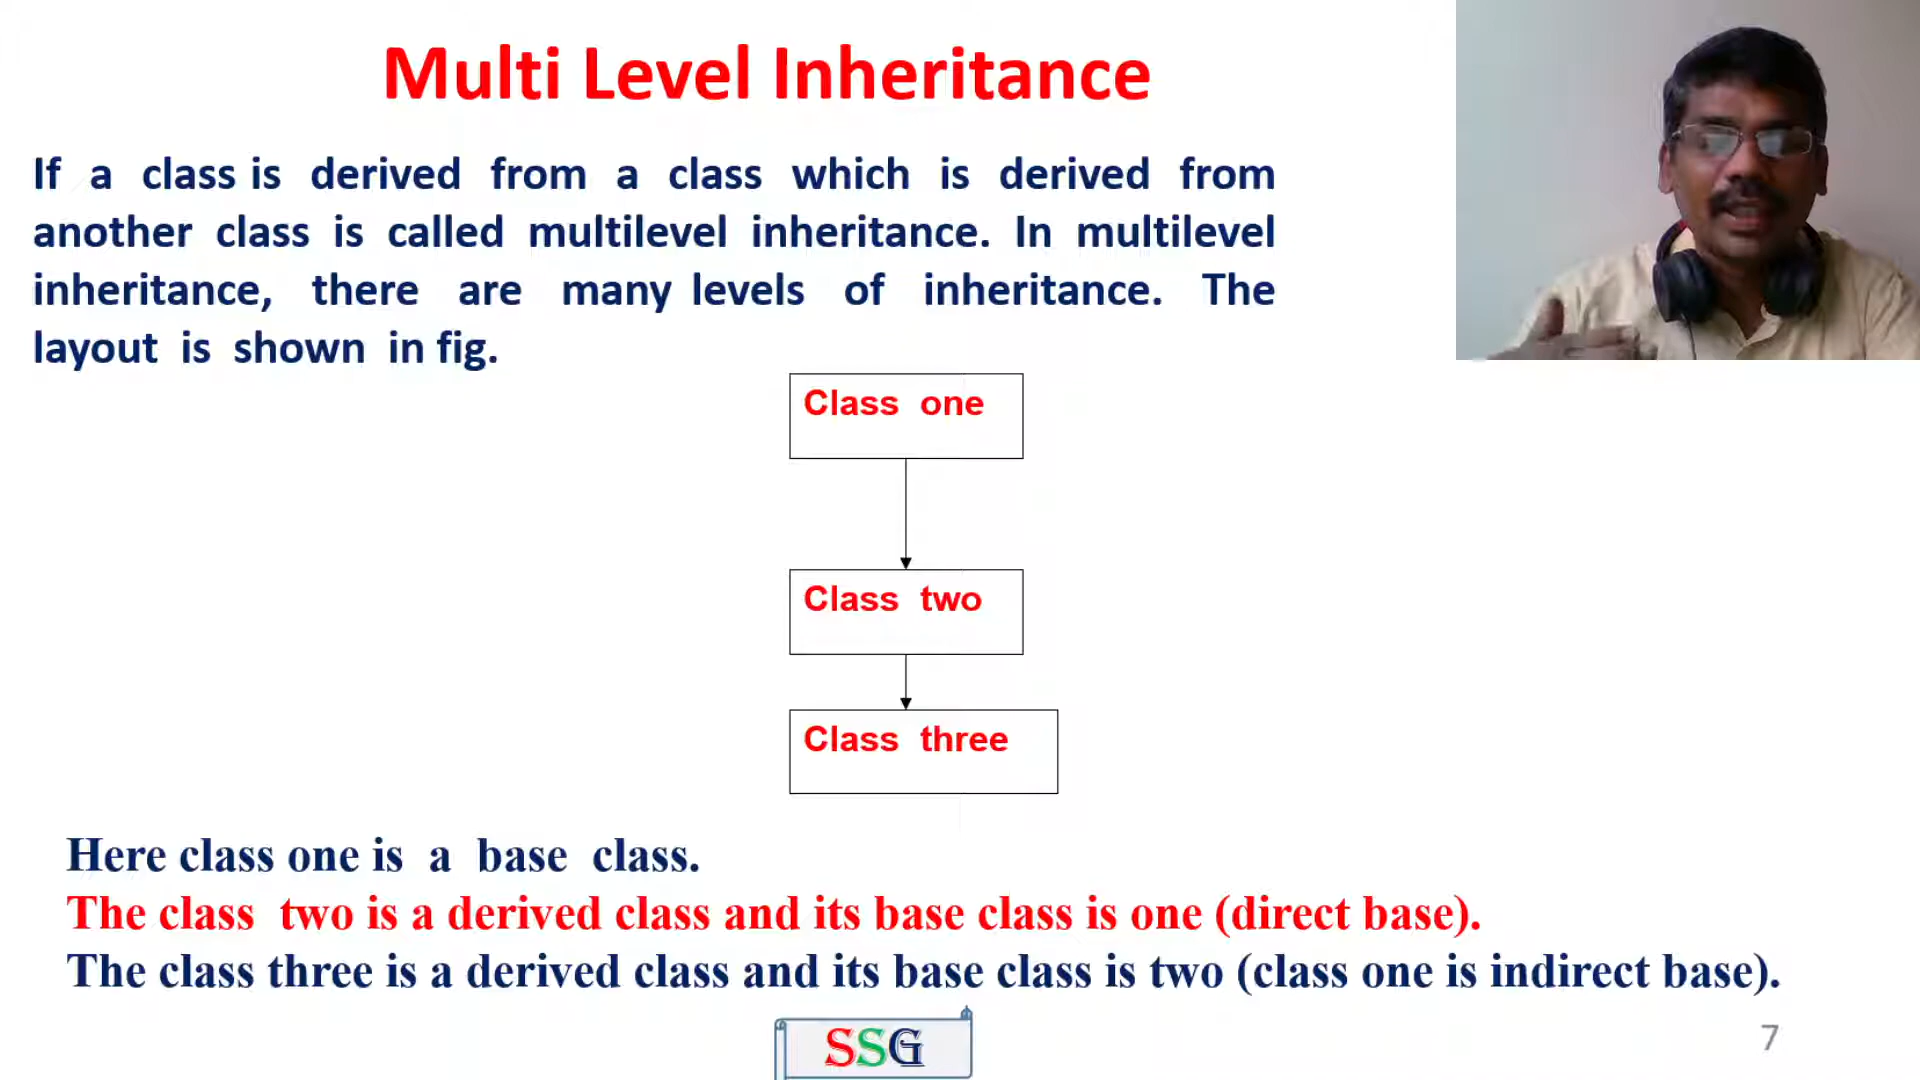 Multi Level Inheritance
If a class is derived from a class which is derived from
another class is called multilevel inheritance. In multilevel
inheritance, there are many levels of inheritance. The
layout is shown in fig.
Class one
Class two
Class three
Here class one is a base class.
The class two is a derived class and its base class is one (direct base).
The class three is a derived class and its base class is two (class one is indirect base).
SSG
7